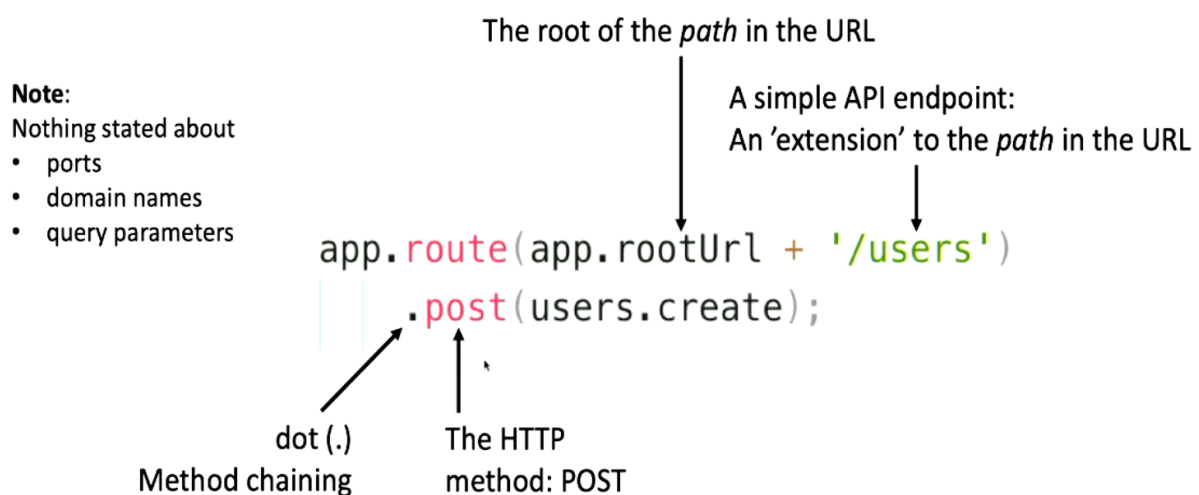 The root of the path in the URL
Note:
Nothing stated about
• ports
• domain names
• query parameters
A simple API endpoint:
An ’extension’ to the path in the URL
app.route(app.rootUrl + '/users')
.post(users.create);
dot (.)
Method chaining
The HTTP
method: POST